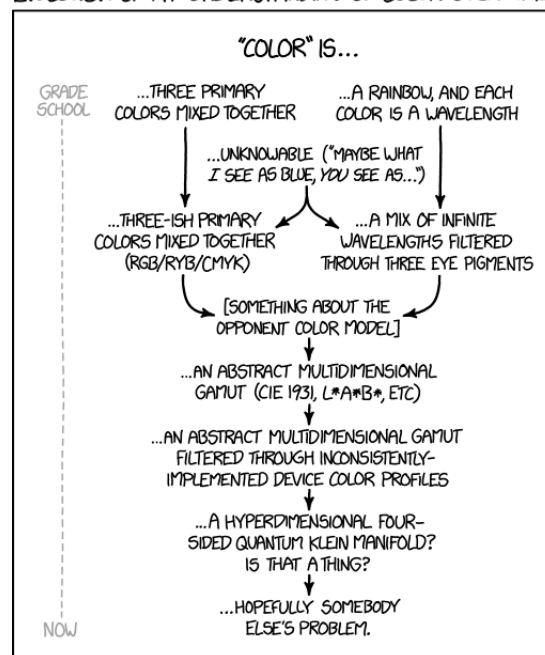 "COLOR" IS...
GRADE
SCHOOL
...THREE PRIMARY
COLORS MIXED TOGETHER
...A RAINBOW, AND EACH
COLOR IS A WAVELENGTH
...UNKNOWABLE ("MAYBE WHAT
I SEE AS BLUE, YOU SEE AS...")
...THREE-ISH PRIMARY
COLORS MIXED TOGETHER
(RGB/RYB/CMYK)
...A MIX OF INFINITE
WAVELENGTHS FILTERED
THROUGH THREE EYE PIGMENTS
[SOMETHING ABOUT THE
OPPONENT COLOR MODEL]
...AN ABSTRACT MULTIDIMENSIONAL
GAMUT (CIE 1931, L*A*B*, ETC)
...AN ABSTRACT MULTIDIMENSIONAL GAMUT
FILTERED THROUGH INCONSISTENTLY-
IMPLEMENTED DEVICE COLOR PROFILES
...A HYPERDIMENSIONAL FOUR-
SIDED QUANTUM KLEIN MANIFOLD?
IS THAT A THING?
...HOPEFULLY SOMEBODY
ELSE'S PROBLEM.
NOW